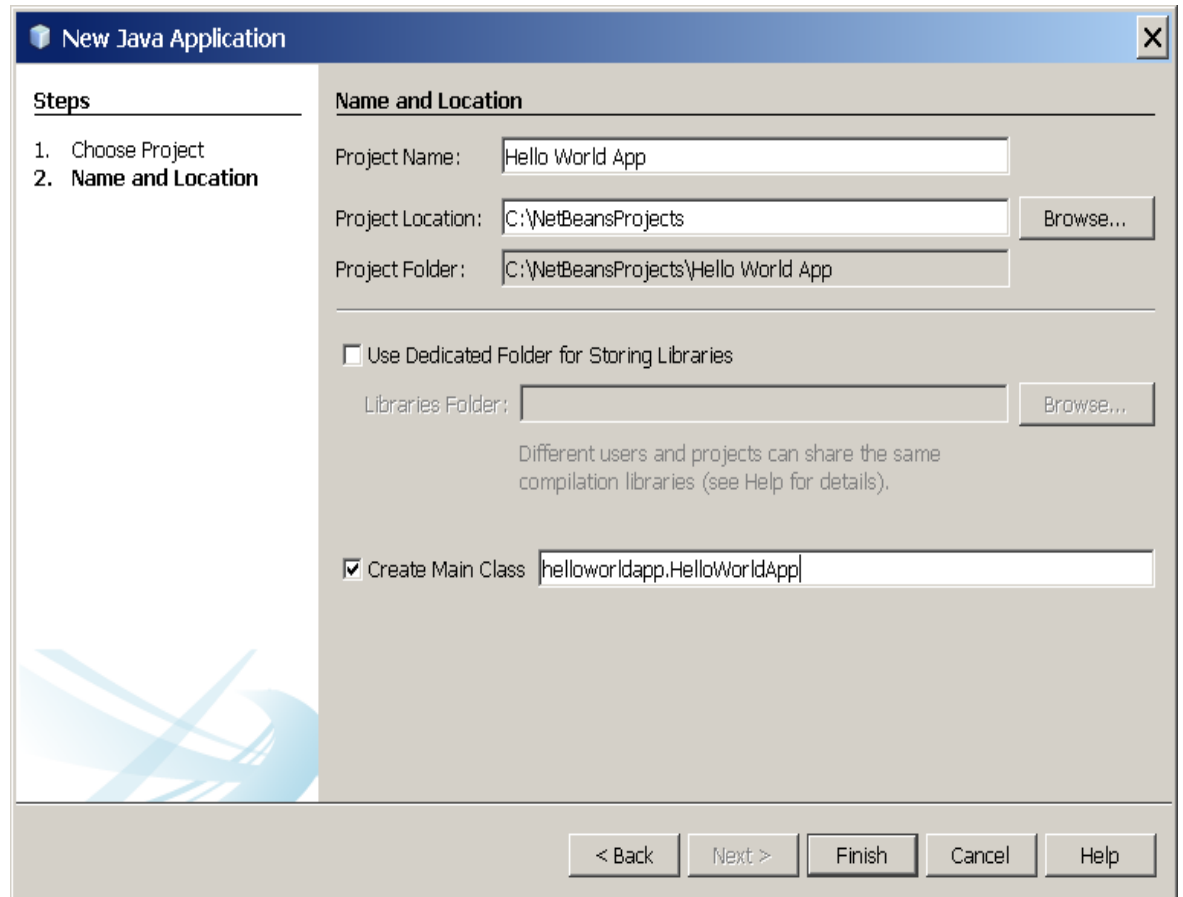 New Java Application
Steps
1. Choose Project
2. Name and Location
Name and Location
Project Name: Hello World App
Project Location: C:\NetBeansProjects Browse...
Project Folder: C:\NetBeansProjects\Hello World App
Use Dedicated Folder for Storing Libraries
Libraries Folder: Browse...
Different users and projects can share the same
compilation libraries (see Help for details).
Create Main Class helloworldapp.HelloWorldApp
< Back Next > Finish Cancel Help